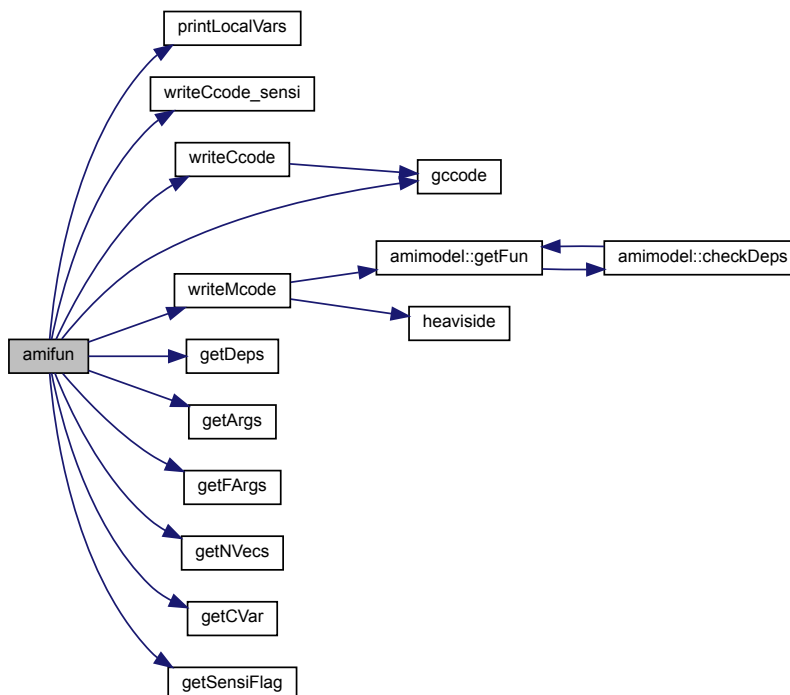 printLocalVars
writeCcode_sensi
writeCcode
gccode
amimodel::getFun
amimodel::checkDeps
writeMcode
heaviside
amifun
getDeps
getArgs
getFArgs
getNVecs
getCVar
getSensiFlag